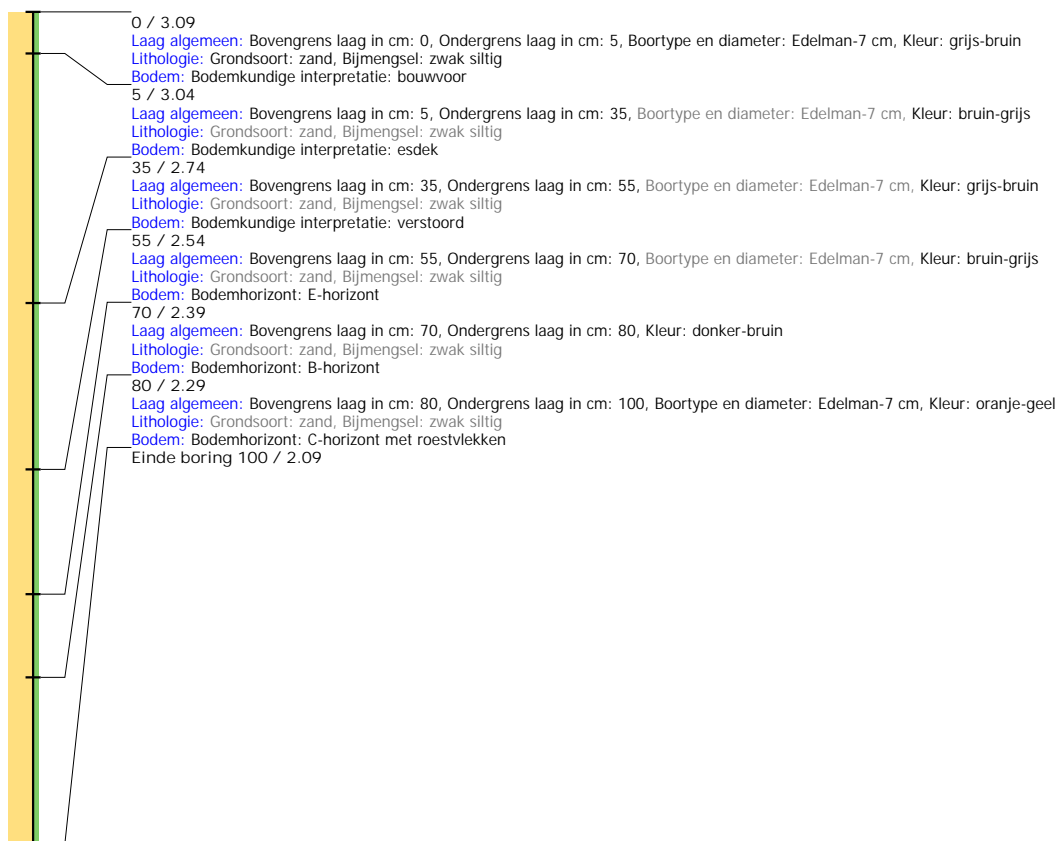 0 / 3.09
Laag algemeen: Bovengrens laag in cm: 0, Ondergrens laag in cm: 5, Boortype en diameter: Edelman-7 cm, Kleur: grijs-bruin
Lithologie: Grondsoort: zand, Bijmengsel: zwak siltig
Bodem: Bodemkundige interpretatie: bouwvoor
5 / 3.04
Laag algemeen: Bovengrens laag in cm: 5, Ondergrens laag in cm: 35, Boortype en diameter: Edelman-7 cm, Kleur: bruin-grijs
Lithologie: Grondsoort: zand, Bijmengsel: zwak siltig
Bodem: Bodemkundige interpretatie: esdek
35 / 2.74
Laag algemeen: Bovengrens laag in cm: 35, Ondergrens laag in cm: 55, Boortype en diameter: Edelman-7 cm, Kleur: grijs-bruin
Lithologie: Grondsoort: zand, Bijmengsel: zwak siltig
Bodem: Bodemkundige interpretatie: verstoord
55 / 2.54
Laag algemeen: Bovengrens laag in cm: 55, Ondergrens laag in cm: 70, Boortype en diameter: Edelman-7 cm, Kleur: bruin-grijs
Lithologie: Grondsoort: zand, Bijmengsel: zwak siltig
Bodem: Bodemhorizont: E-horizont
70 / 2.39
Laag algemeen: Bovengrens laag in cm: 70, Ondergrens laag in cm: 80, Kleur: donker-bruin
Lithologie: Grondsoort: zand, Bijmengsel: zwak siltig
Bodem: Bodemhorizont: B-horizont
80 / 2.29
Laag algemeen: Bovengrens laag in cm: 80, Ondergrens laag in cm: 100, Boortype en diameter: Edelman-7 cm, Kleur: oranje-geel
Lithologie: Grondsoort: zand, Bijmengsel: zwak siltig
Bodem: Bodemhorizont: C-horizont met roestvlekken
Einde boring 100 / 2.09